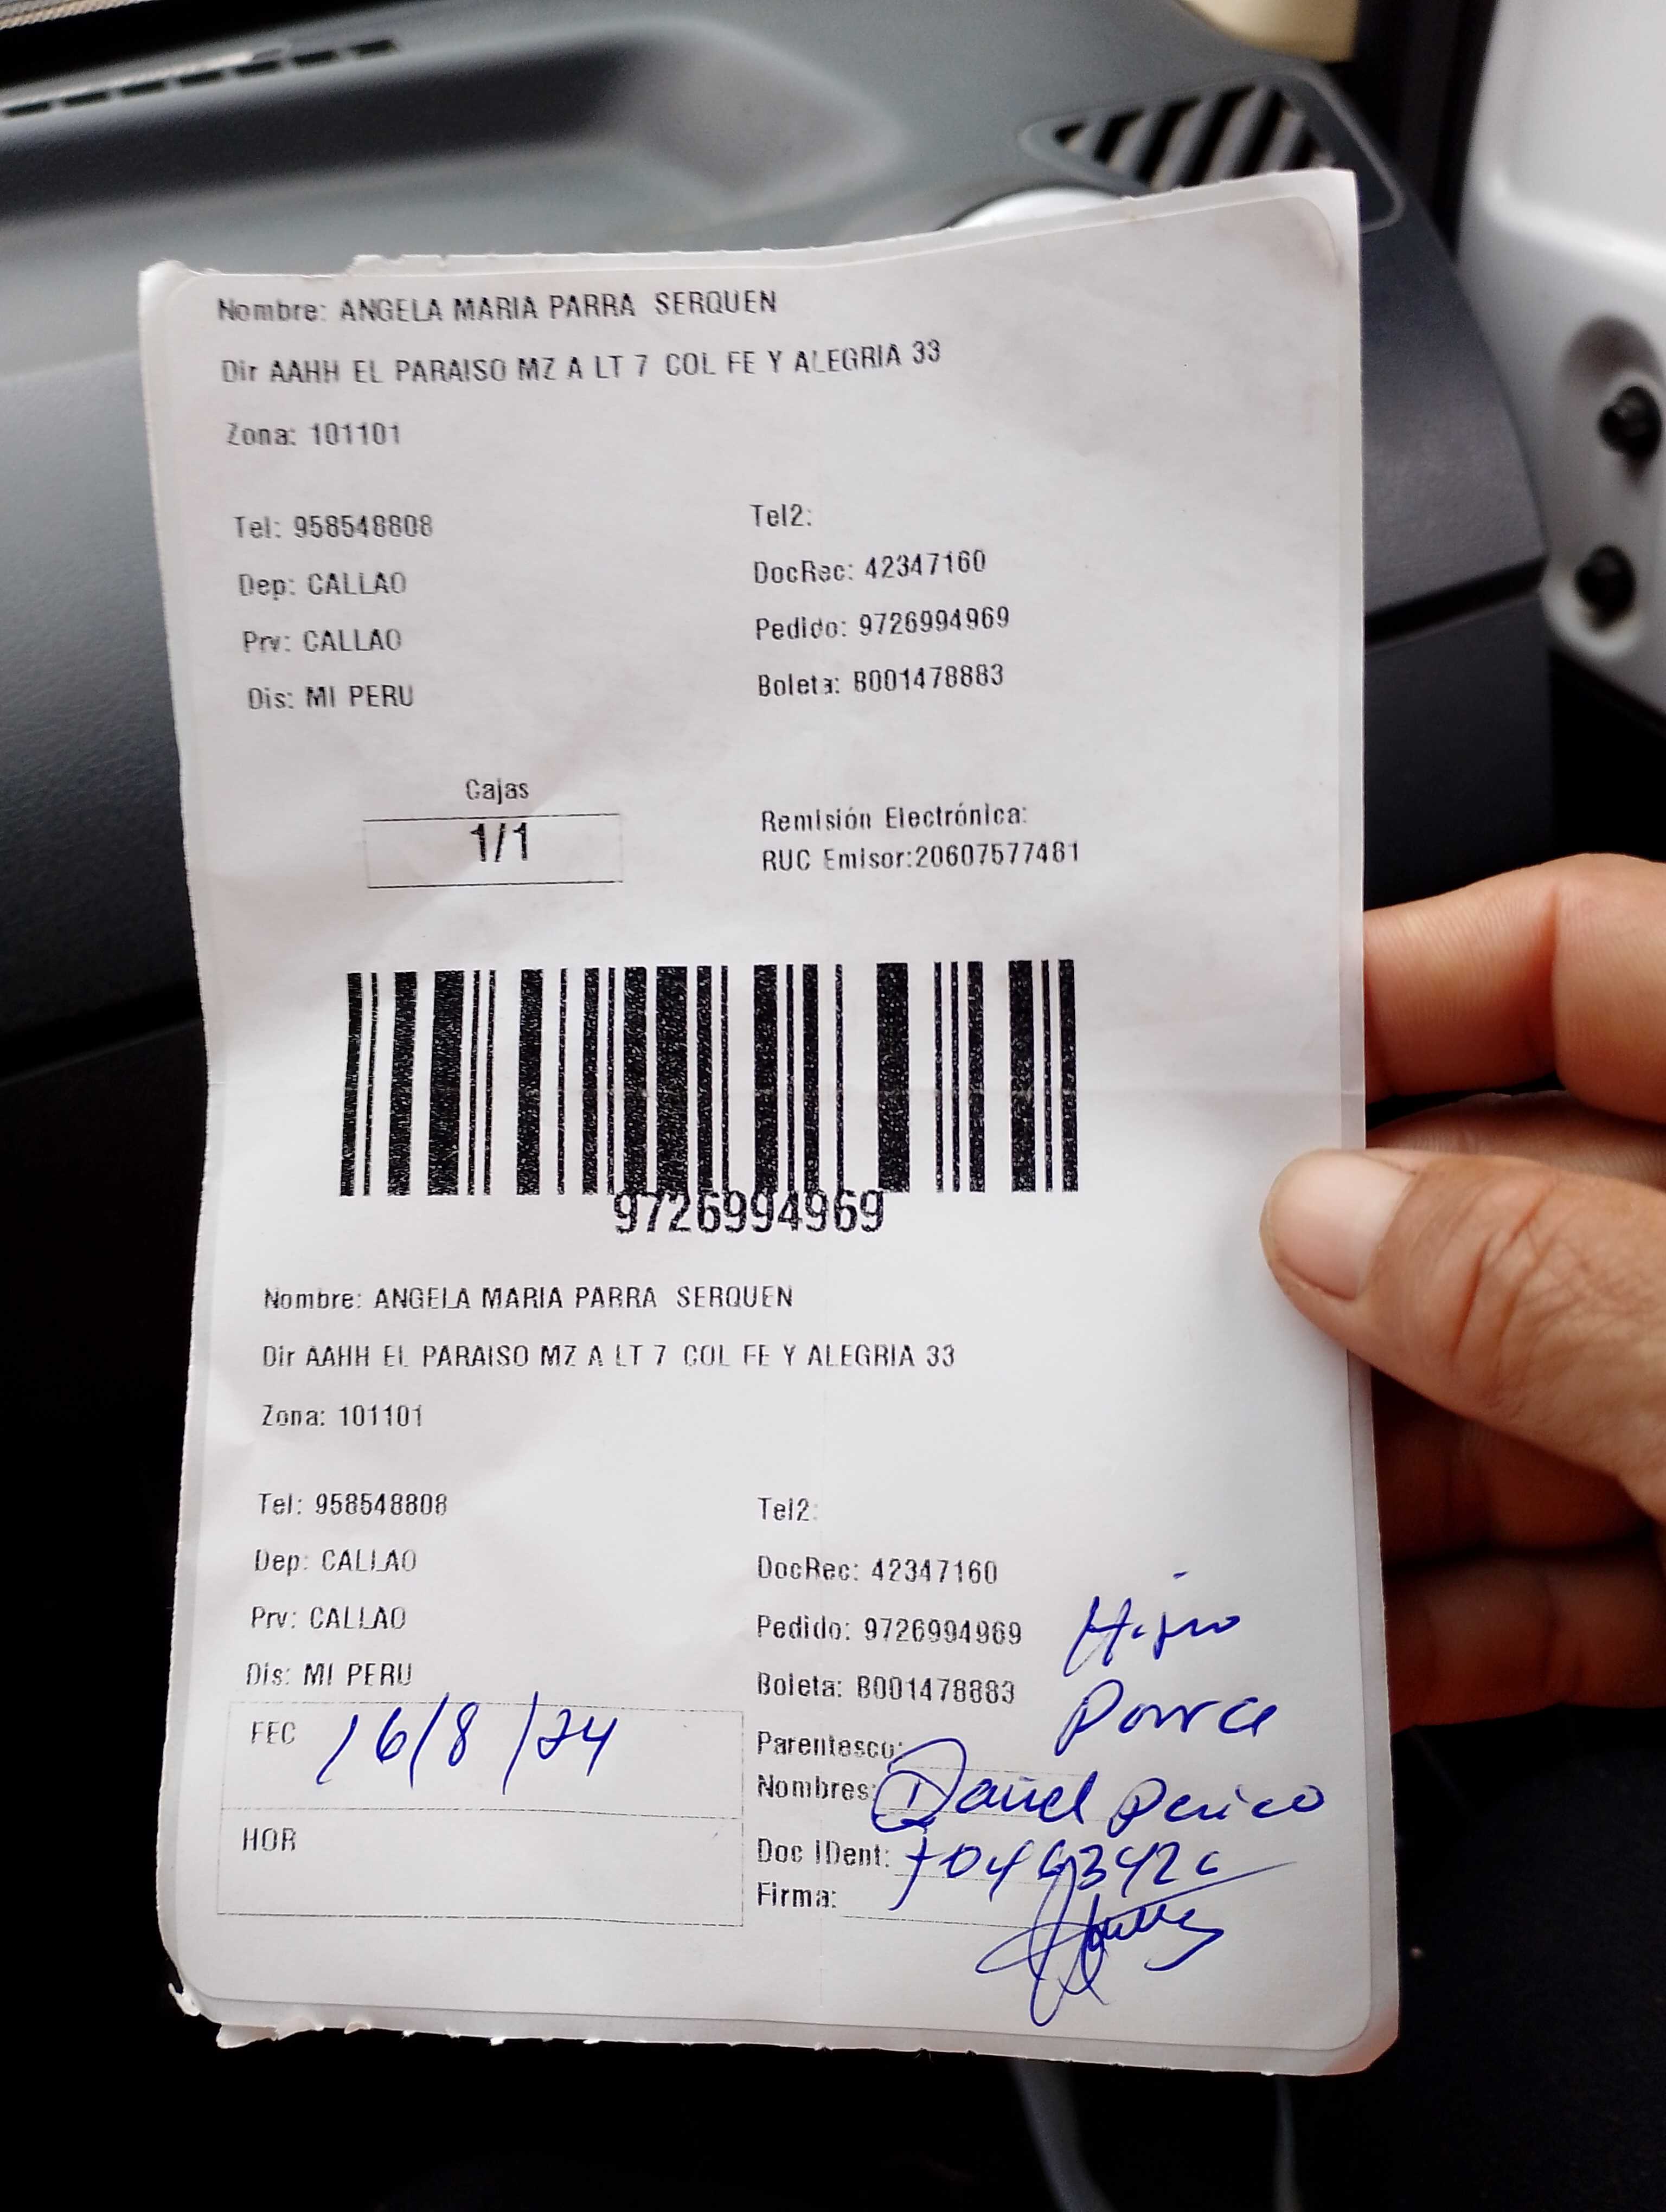 Nombre: ANGELA MARIA PARRA SERQUEN
Dir AAHH EL PARAISO MZ A LT 7 COL FE Y ALEGRIA 33
Zona: 101101
Tel: 958548808 Tel2:
Dep: CALLAO DocRec: 42347160
Prv: CALLAO Pedido: 9726994969
Dis: MI PERU Boleta: B001478883
Cajas
1/1
Remisión Electrónica:
RUC Emisor:20607577481
9726994969
Nombre: ANGELA MARIA PARRA SERQUEN
Dir AAHH EL PARAISO MZ A LT 7 COL FE Y ALEGRIA 33
Zona: 101101
Tel: 958548808 Tel2:
Dep: CALLAO DocRec: 42347160
Prv: CALLAO Pedido: 9726994969
Dis: MI PERU Boleta: B001478883
FEC 16/8/24
HOR
Parentesco:
Nombres: Daniel
Doc IDent:
Firma: